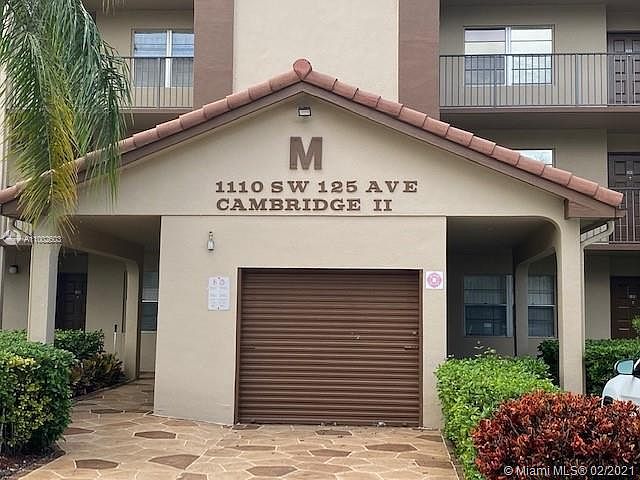 M
1110 SW 125 AVE
CAMBRIDGE II
© Miami MLS® 02/2021